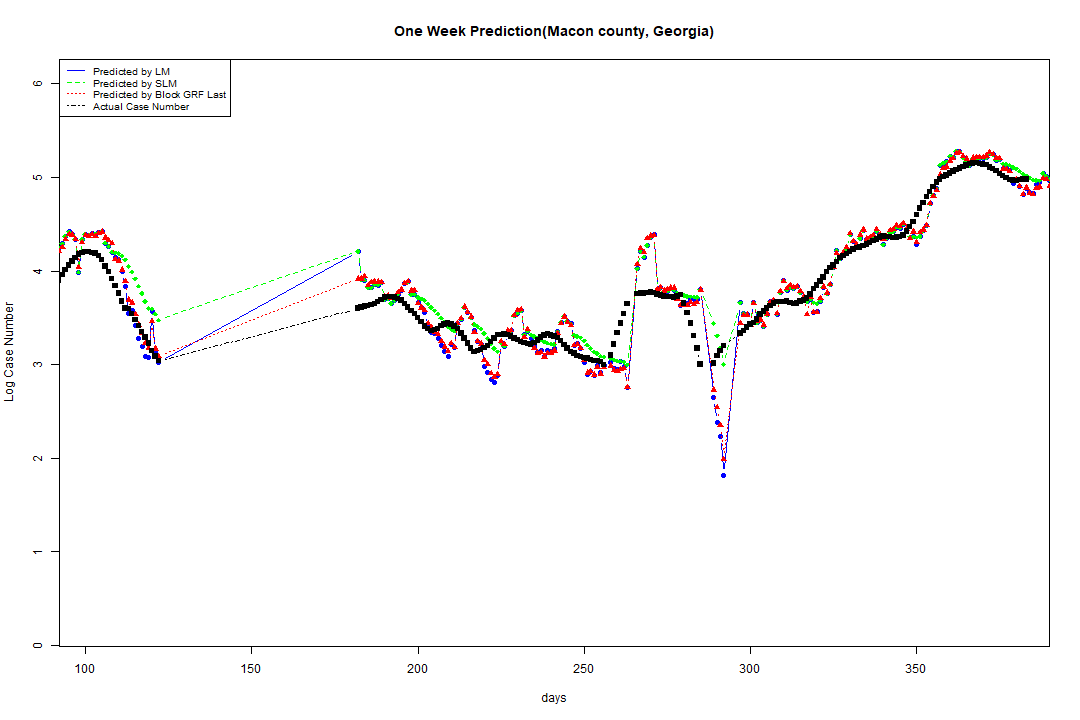 One Week Prediction(Macon county, Georgia)
Predicted by LM
Predicted by SLM
Predicted by Block GRF Last
Actual Case Number
6
5
4
3
2
1
0
Log Case Number
100 150 200 250 300 350
days